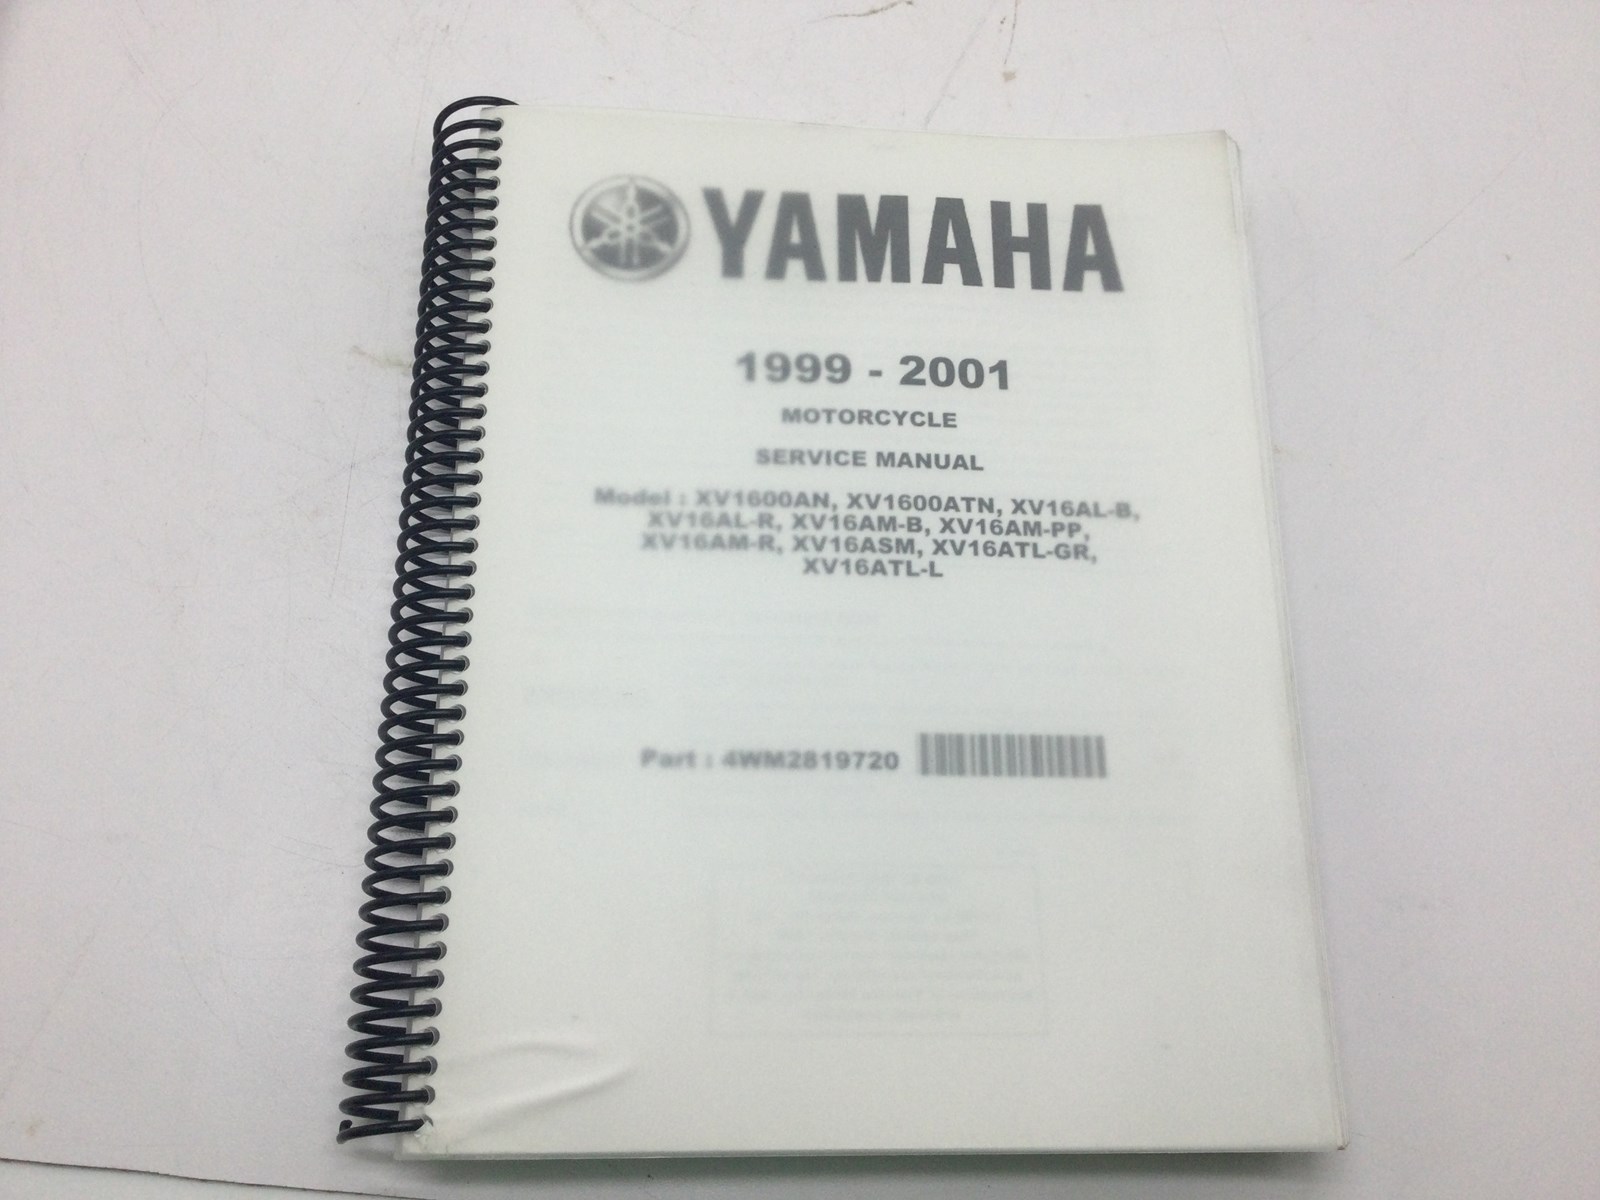 YAMAHA
1999 - 2001
MOTORCYCLE
SERVICE MANUAL
Model : XV1600AN, XV1600ATN, XV16AL-B,
XV16AL-R, XV16AM-B, XV16AM-PP,
XV16AM-R, XV16ASM, XV16ATL-GR,
XV16ATL-L
Part : 4WM2819720